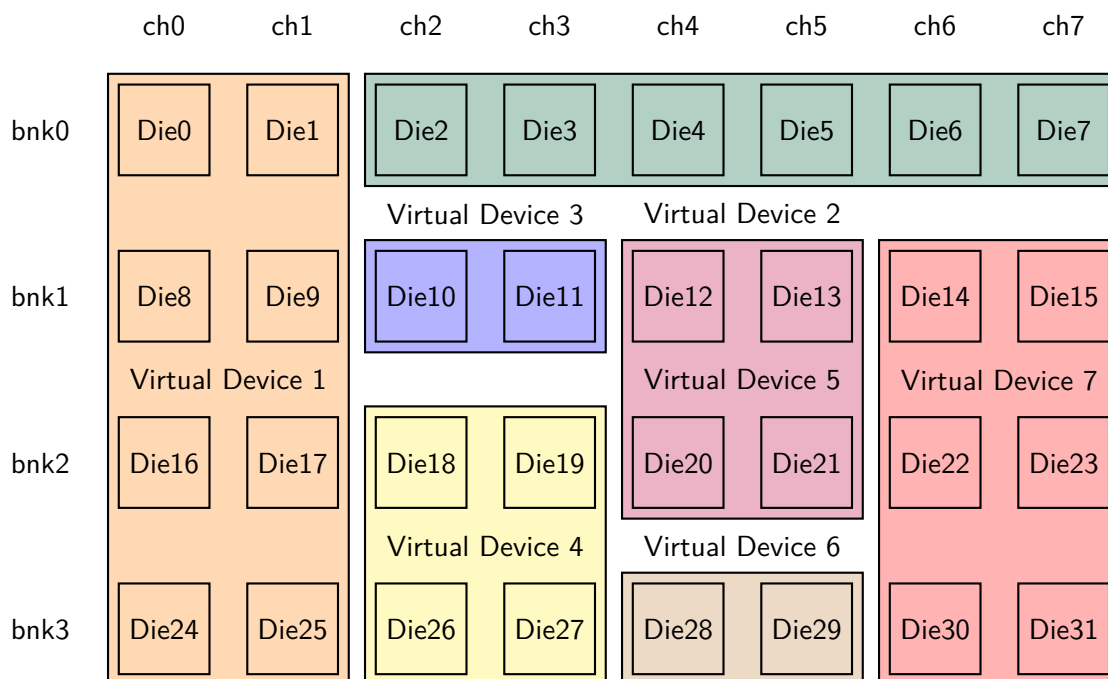 ch0 ch1 ch2 ch3 ch4 ch5 ch6 ch7
bnk0 Die0 Die1 Die2 Die3 Die4 Die5 Die6 Die7
Virtual Device 3 Virtual Device 2
bnk1 Die8 Die9 Die10 Die11 Die12 Die13 Die14 Die15
Virtual Device 1 Virtual Device 5 Virtual Device 7
bnk2 Die16 Die17 Die18 Die19 Die20 Die21 Die22 Die23
Virtual Device 4 Virtual Device 6
bnk3 Die24 Die25 Die26 Die27 Die28 Die29 Die30 Die31